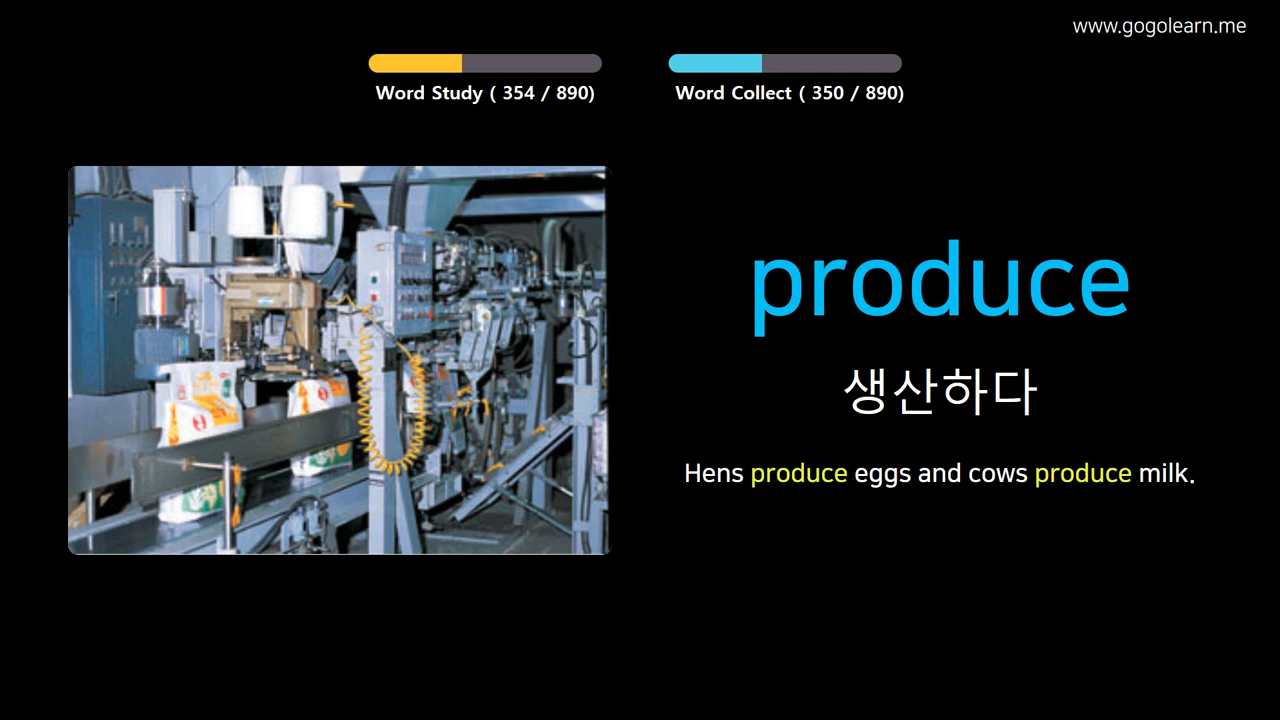 www.gogolearn.me
Word Study ( 354 / 890)
Word Collect ( 350 / 890)
produce
생산하다
Hens produce eggs and cows produce milk.